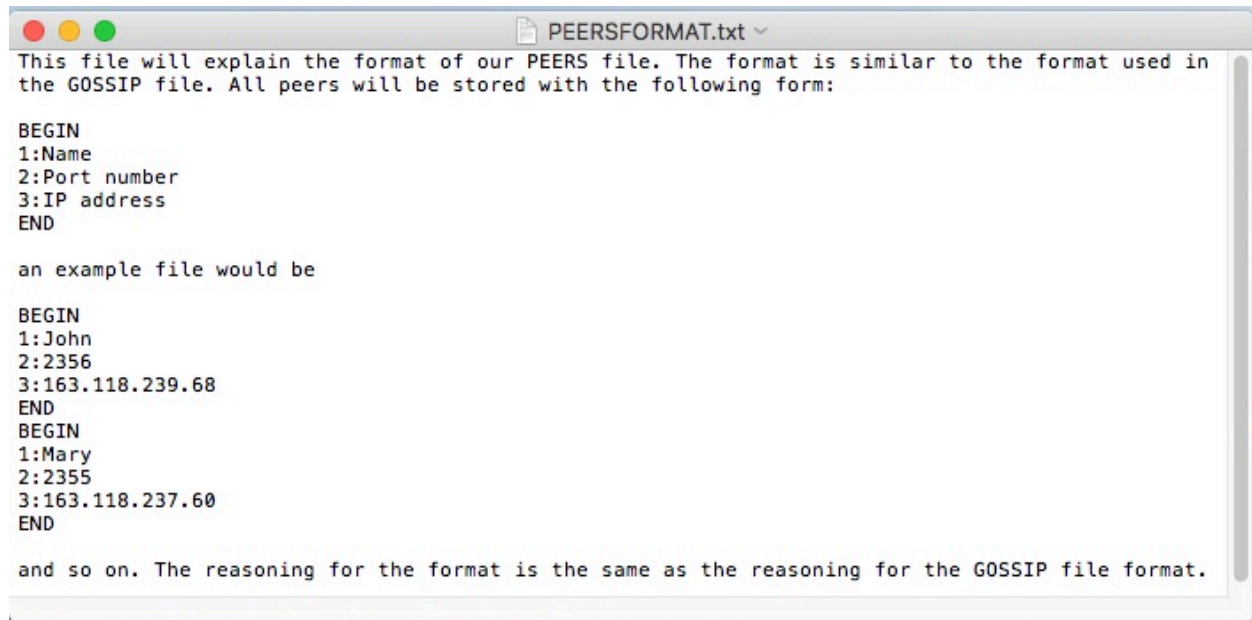 PEERSFORMAT.txt
This file will explain the format of our PEERS file. The format is similar to the format used in
the GOSSIP file. All peers will be stored with the following form:
BEGIN
1:Name
2:Port number
3:IP address
END
an example file would be
BEGIN
1:John
2:2356
3:163.118.239.68
END
BEGIN
1:Mary
2:2355
3:163.118.237.60
END
and so on. The reasoning for the format is the same as the reasoning for the GOSSIP file format.